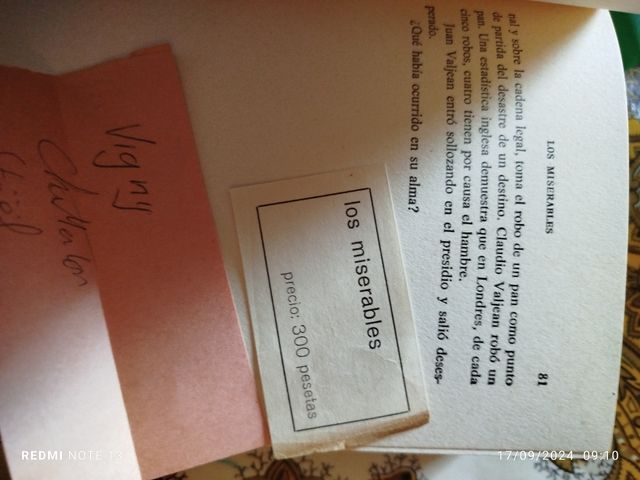 LOS MISERABLES 81
nal y sobre la cadena legal, toma el robo de un pan como punto
de partida del desastre de un destino. Claudio Valjean robó un
pan. Una estadística inglesa demuestra que en Londres, de cada
cinco robos, cuatro tienen por causa el hambre.
Juan Valjean entró sollozando en el presidio y salió deses-
perado.
¿Qué había ocurrido en su alma?
los miserables
precio: 300 pesetas
Vigny
REDMI NOTE 13
17/09/2024 09:10